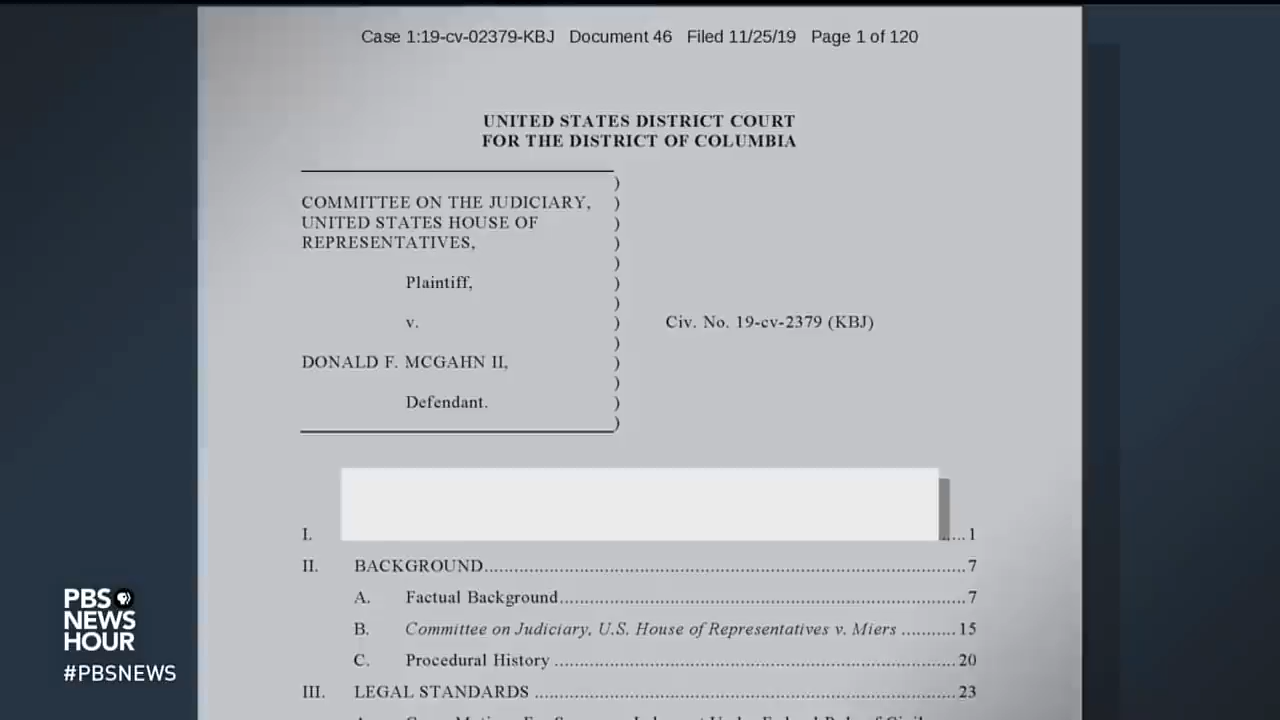 Case 1:19-cv-02379-KBJ Document 46 Filed 11/25/19 Page 1 of 120
UNITED STATES DISTRICT COURT
FOR THE DISTRICT OF COLUMBIA
)
COMMITTEE ON THE JUDICIARY, )
UNITED STATES HOUSE OF )
REPRESENTATIVES, )
)
Plaintiff, )
)
v. ) Civ. No. 19-cv-2379 (KBJ)
)
DONALD F. MCGAHN II, )
)
Defendant. )
)
I. .....1
II. BACKGROUND..........................................................................................7
A. Factual Background...........................................................................7
B. Committee on Judiciary, U.S. House of Representatives v. Miers ..........15
C. Procedural History ...........................................................................20
III. LEGAL STANDARDS ................................................................................23
PBS
NEWS
HOUR
#PBSNEWS